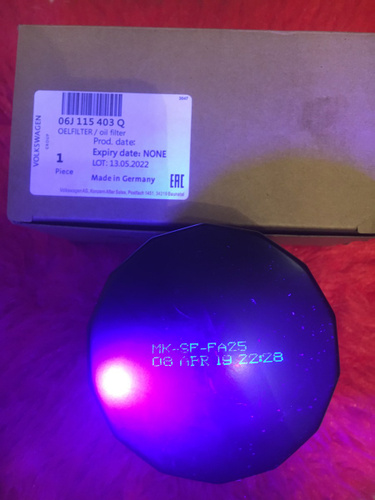 06J 115 403 Q
OELFILTER / oil filter
Prod. date:
Expiry date: NONE
LOT: 13.05.2022
VOLKSWAGEN
1
Piece
Made in Germany
EAC
MK-SF-FA25
08 APR 19 22:28